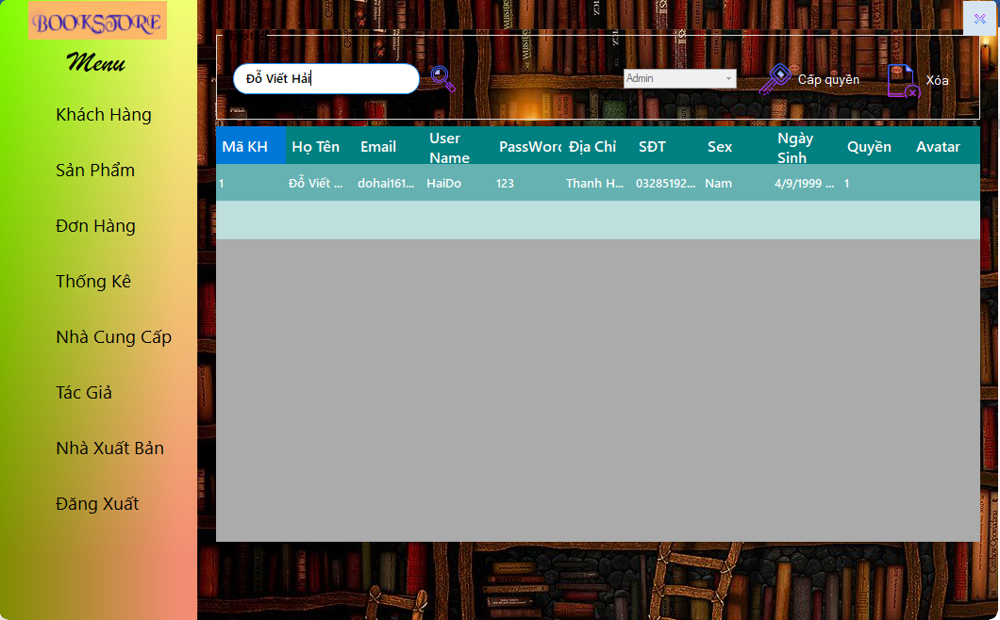 BOOKSTORE
Menu
Khách Hàng
Sản Phẩm
Đơn Hàng
Thống Kê
Nhà Cung Cấp
Tác Giả
Nhà Xuất Bản
Đăng Xuất
Đỗ Viết Hải
Admin
Cấp quyền
Xóa
Mã KH Họ Tên Email User Name PassWord Địa Chỉ SĐT Sex Ngày Sinh Quyền Avatar
1 Đỗ Viết ... dohai161... HaiDo 123 Thanh H... 03285192... Nam 4/9/1999 ... 1